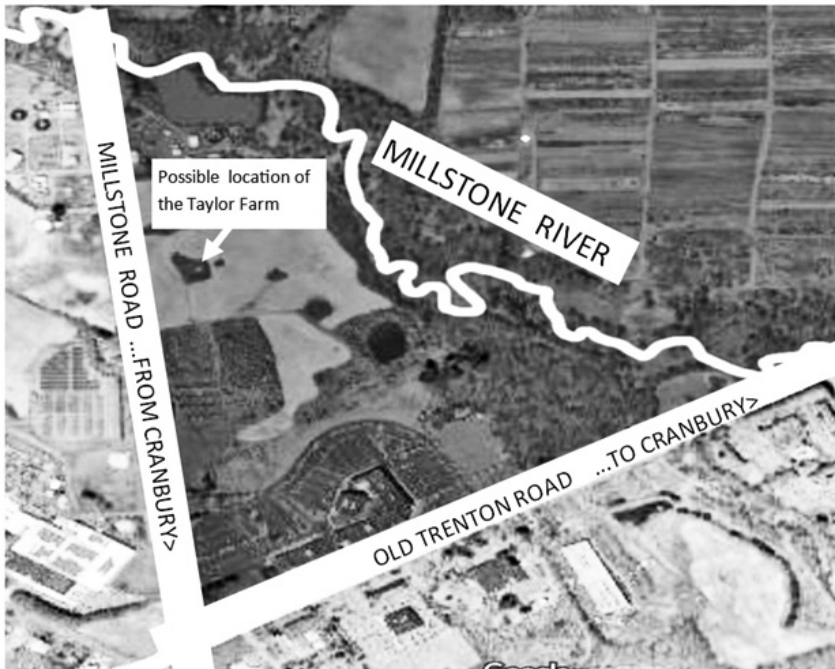 Possible location of
the Taylor Farm
MILLSTONE RIVER
MILLSTONE ROAD ...FROM CRANBURY>
OLD TRENTON ROAD ...TO CRANBURY>